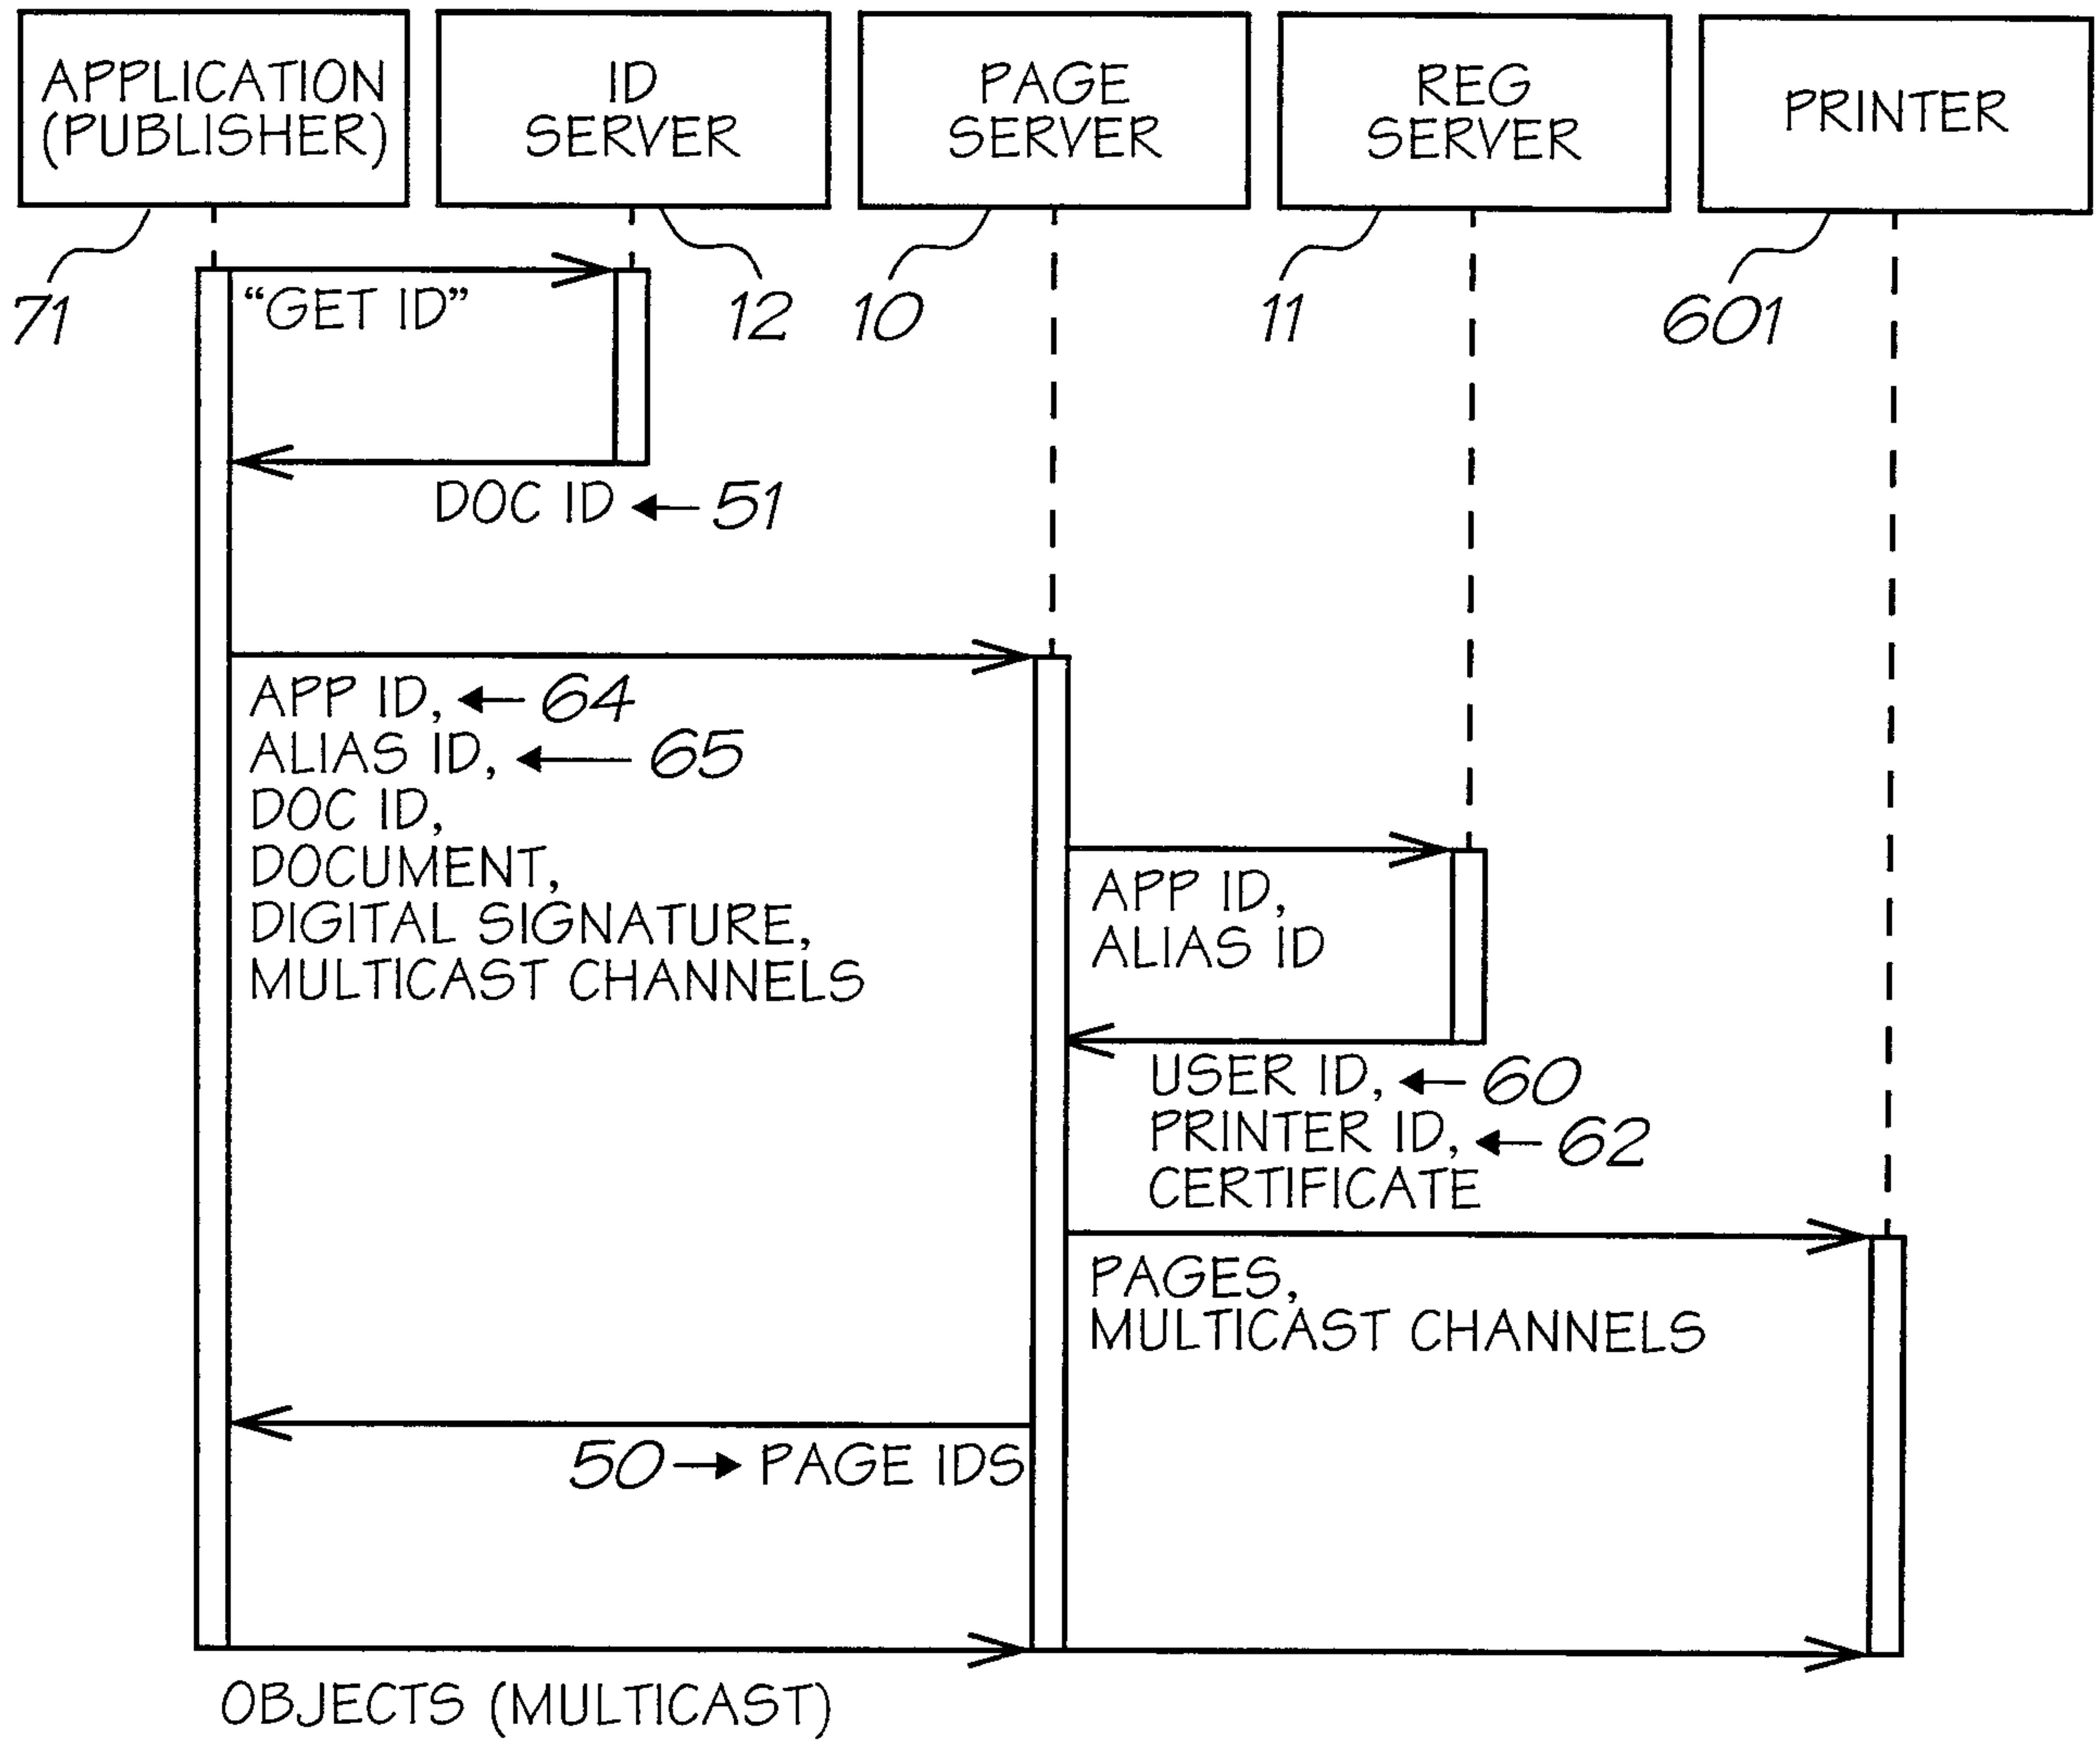 APPLICATION
(PUBLISHER)
ID
SERVER
PAGE
SERVER
REG
SERVER
PRINTER
71
12
10
11
601
“GET ID”
DOC ID 51
APP ID, 64
ALIAS ID, 65
DOC ID,
DOCUMENT,
DIGITAL SIGNATURE,
MULTICAST CHANNELS
APP ID,
ALIAS ID
USER ID, 60
PRINTER ID, 62
CERTIFICATE
PAGES,
MULTICAST CHANNELS
50 PAGE IDS
OBJECTS (MULTICAST)